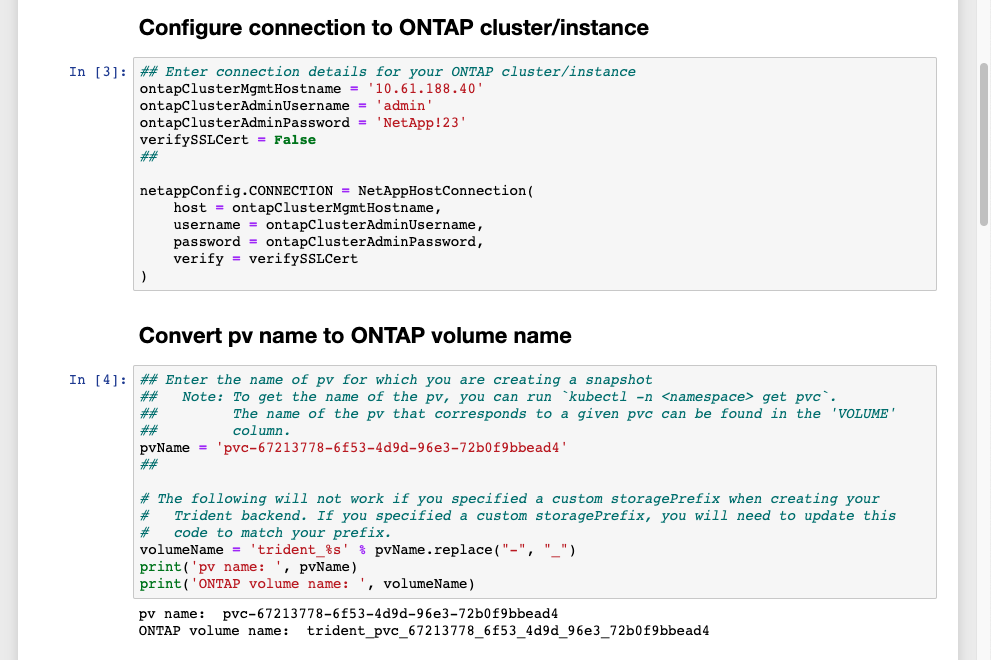 Configure connection to ONTAP cluster/instance
In [3]:
## Enter connection details for your ONTAP cluster/instance
ontapClusterMgmtHostname = '10.61.188.40'
ontapClusterAdminUsername = 'admin'
ontapClusterAdminPassword = 'NetApp!23'
verifySSLCert = False
##
netappConfig.CONNECTION = NetAppHostConnection(
    host = ontapClusterMgmtHostname,
    username = ontapClusterAdminUsername,
    password = ontapClusterAdminPassword,
    verify = verifySSLCert
)
Convert pv name to ONTAP volume name
In [4]:
## Enter the name of pv for which you are creating a snapshot
##   Note: To get the name of the pv, you can run `kubectl -n <namespace> get pvc`.
##         The name of the pv that corresponds to a given pvc can be found in the 'VOLUME'
##         column.
pvName = 'pvc-67213778-6f53-4d9d-96e3-72b0f9bbead4'
##
# The following will not work if you specified a custom storagePrefix when creating your
#   Trident backend. If you specified a custom storagePrefix, you will need to update this
#   code to match your prefix.
volumeName = 'trident_%s' % pvName.replace("-", "_")
print('pv name: ', pvName)
print('ONTAP volume name: ', volumeName)
pv name:  pvc-67213778-6f53-4d9d-96e3-72b0f9bbead4
ONTAP volume name:  trident_pvc_67213778_6f53_4d9d_96e3_72b0f9bbead4